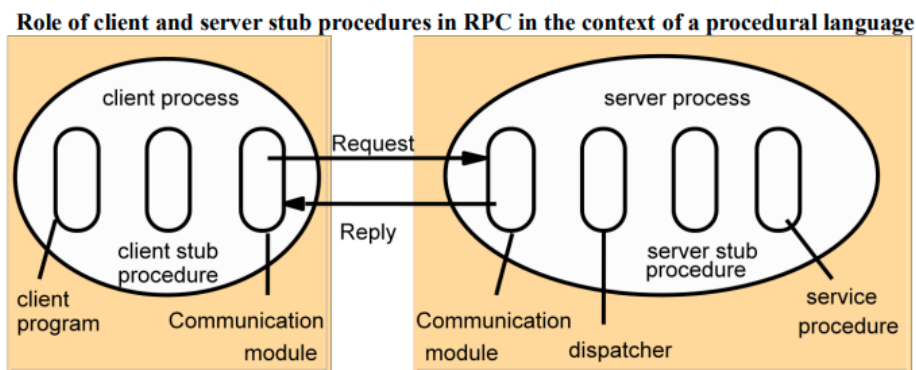 Role of client and server stub procedures in RPC in the context of a procedural language
client process
client stub
procedure
client
program
Communication
module
Request
Reply
server process
server stub
procedure
Communication
module
dispatcher
service
procedure